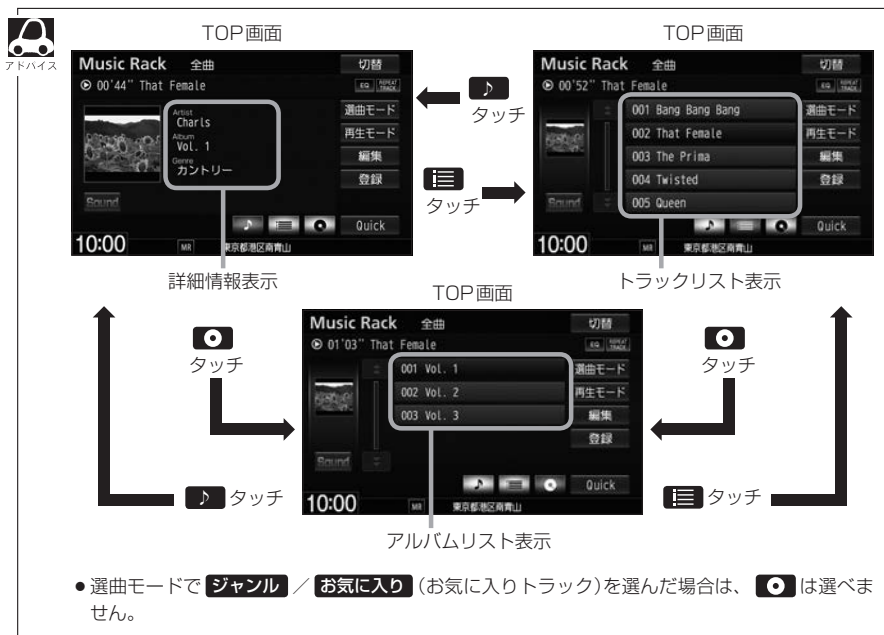 アドバイス
TOP画面
Music Rack 全曲 切替
00'44" That Female EQ REPEAT TRACK
Artist
Charls
Album
Vol. 1
Genre
カントリー
選曲モード
再生モード
編集
登録
Sound
Quick
10:00 MR 東京都港区南青山
詳細情報表示
タッチ
タッチ
TOP画面
Music Rack 全曲 切替
00'52" That Female EQ REPEAT TRACK
001 Bang Bang Bang
002 That Female
003 The Prima
004 Twisted
005 Queen
選曲モード
再生モード
編集
登録
Sound
Quick
10:00 MR 東京都港区南青山
トラックリスト表示
タッチ
TOP画面
Music Rack 全曲 切替
01'03" That Female EQ REPEAT TRACK
001 Vol. 1
002 Vol. 2
003 Vol. 3
選曲モード
再生モード
編集
登録
Sound
Quick
10:00 MR 東京都港区南青山
アルバムリスト表示
タッチ
タッチ
タッチ
●選曲モードで ジャンル ／ お気に入り (お気に入りトラック)を選んだ場合は、 は選べま
せん。